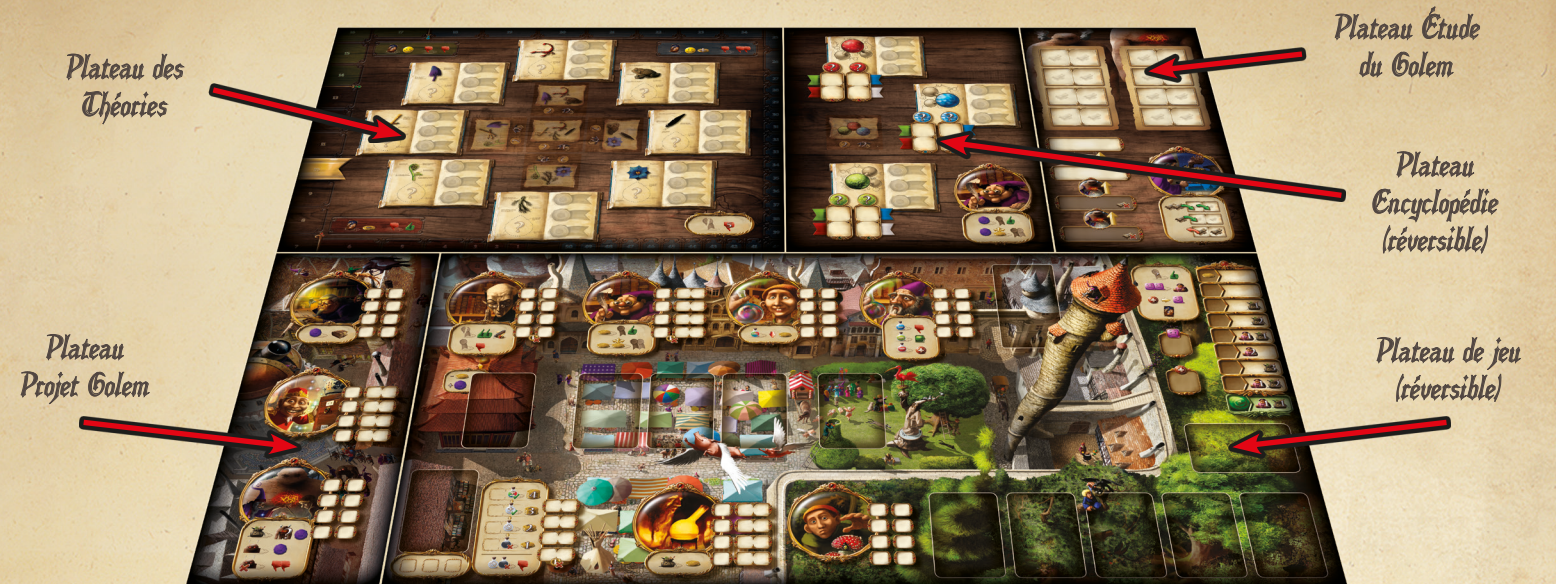 Plateau des
Théories
Plateau Étude
du Golem
Plateau
Encyclopédie
(réversible)
Plateau
Projet Golem
Plateau de jeu
(réversible)